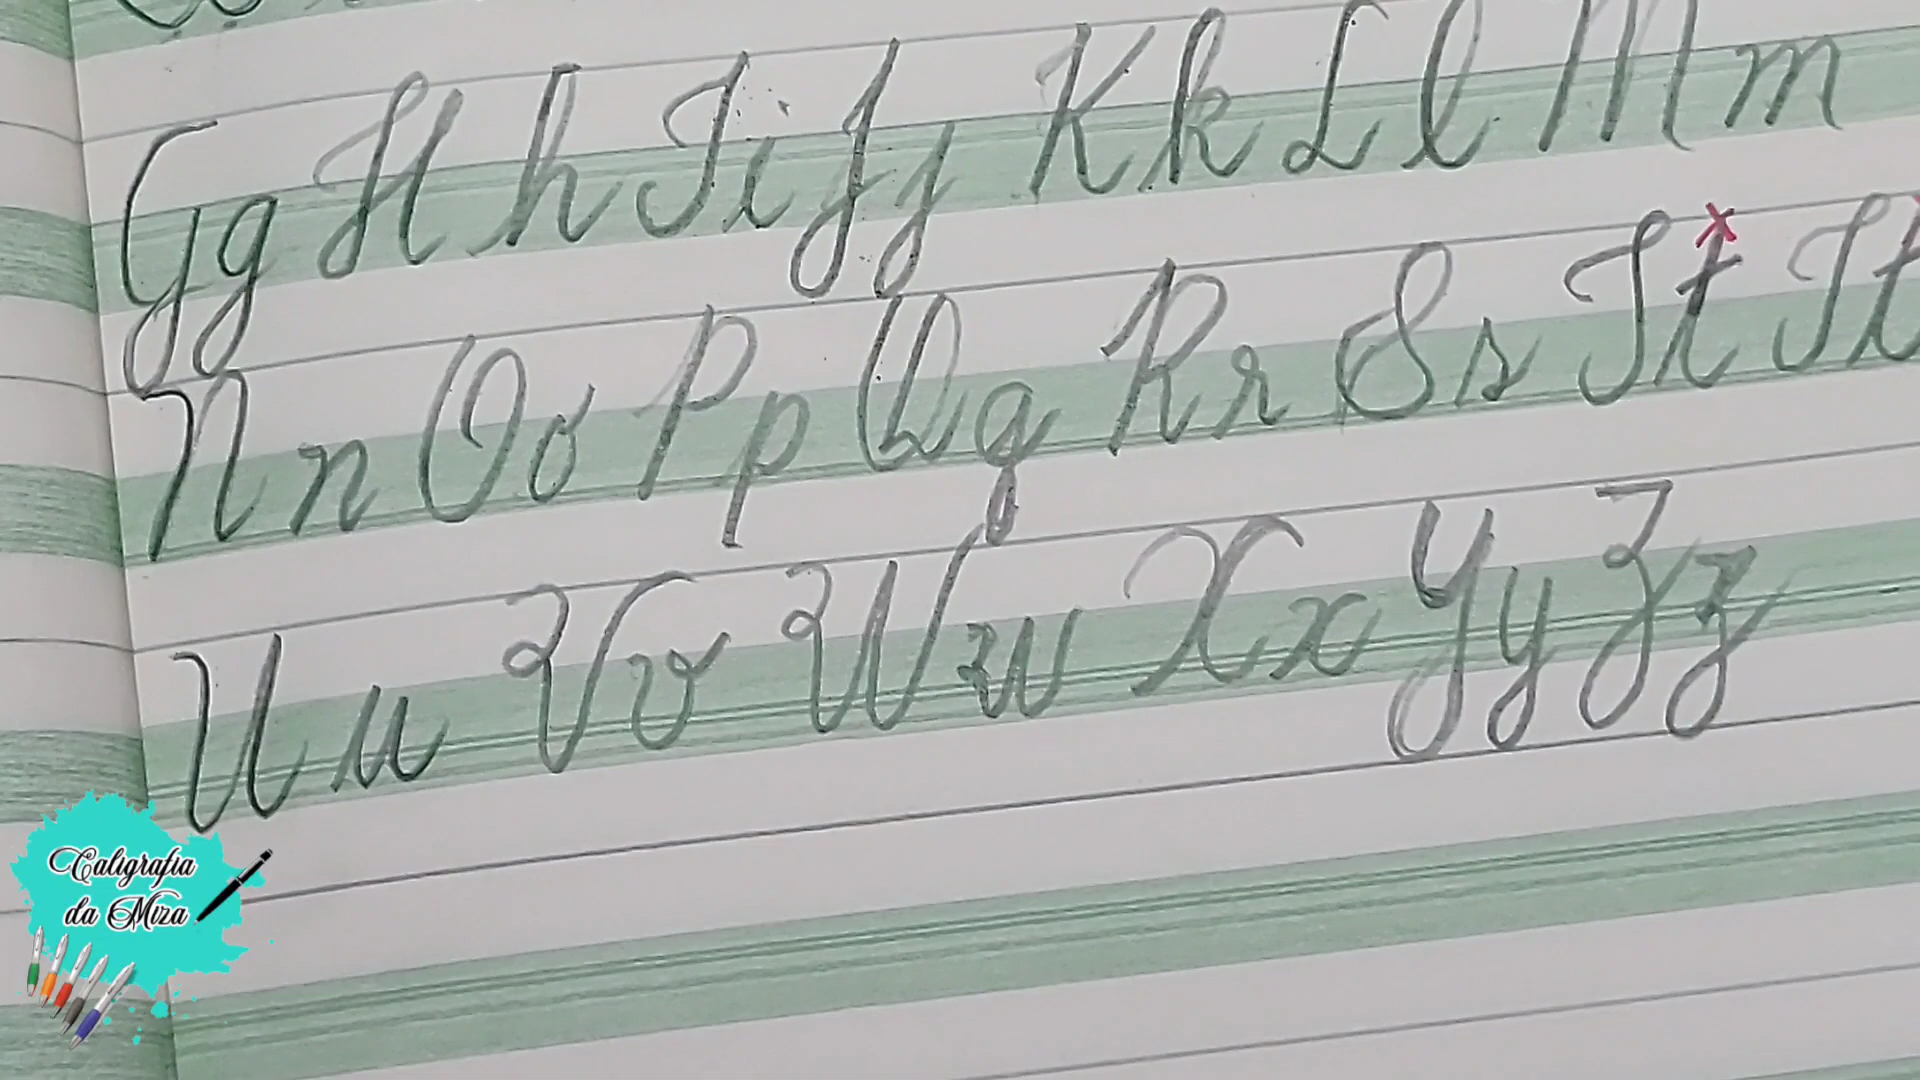 Gg Hh Ii Jj Kk Ll Mm
Nn Oo Pp Qq Rr Ss Tt Tt
Uu Vv Ww Xx Yy Zz
Caligrafia
da Miza